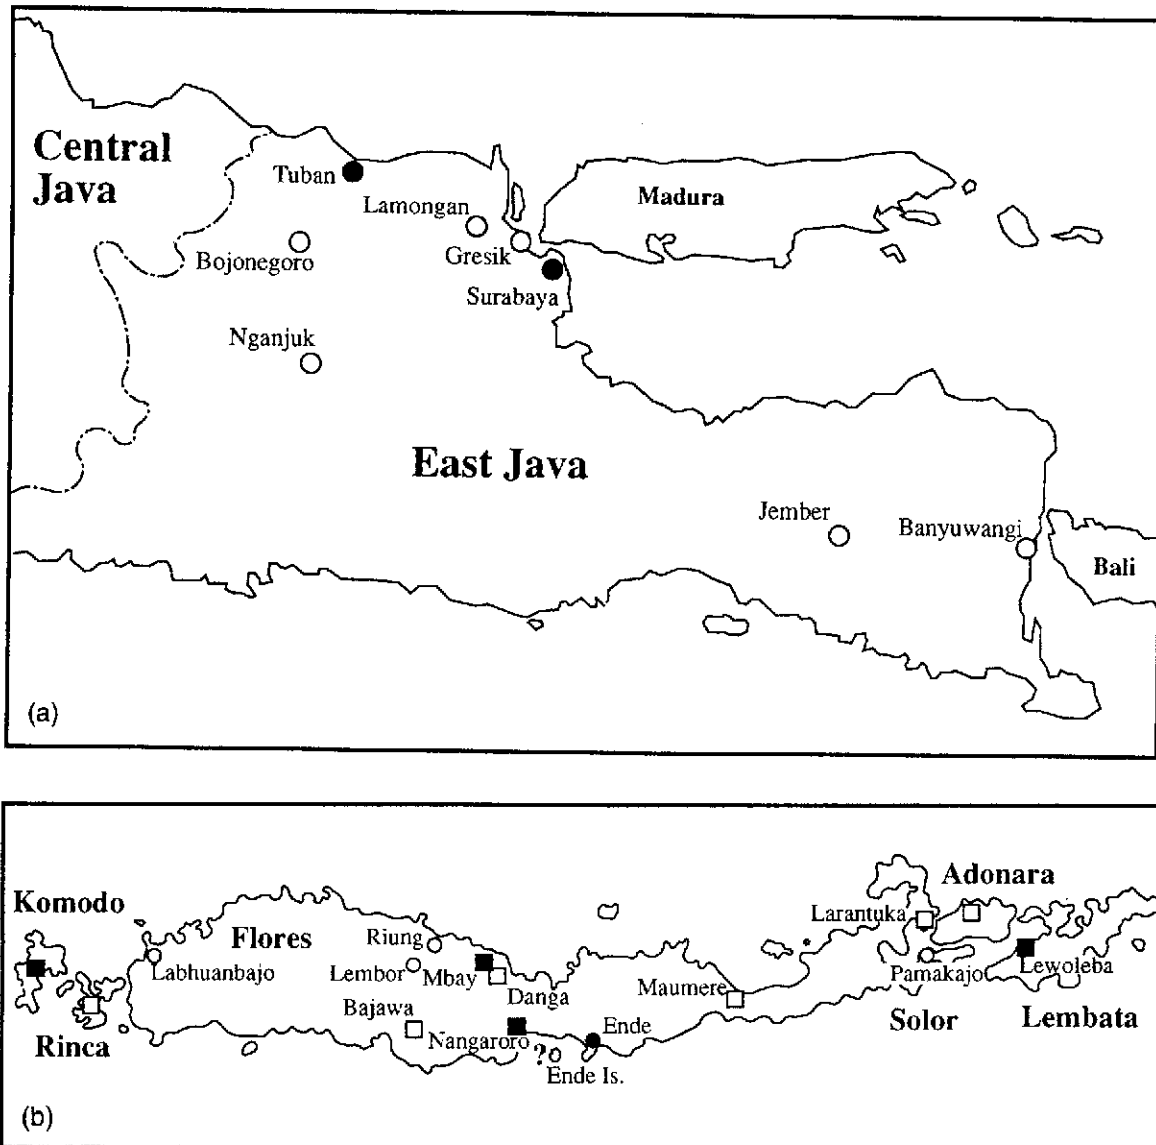 Central
Java
Tuban
Lamongan
Madura
Bojonegoro
Gresik
Surabaya
Nganjuk
East Java
Jember
Banyuwangi
Bali
(a)
Komodo
Adonara
Larantuka
Flores
Riung
Labhuanbajo
Lembor
Mbay
Pamakajo
Lewoleba
Danga
Maumere
Bajawa
Rinca
Nangaroro
Ende
Solor
Lembata
?
Ende Is.
(b)